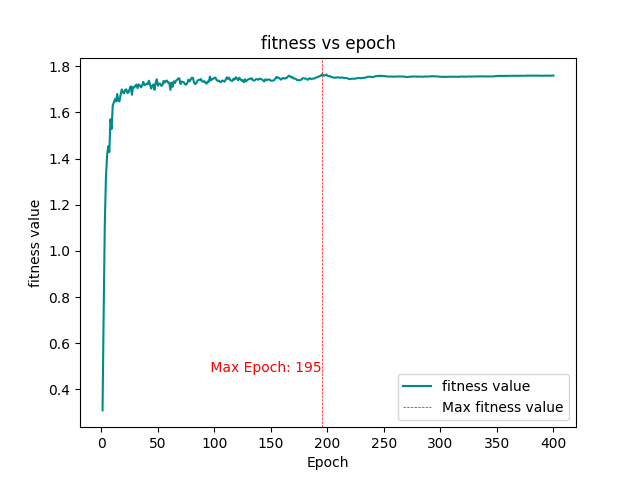 fitness vs epoch
fitness value
1.8
1.6
1.4
1.2
1.0
0.8
0.6
0.4
Max Epoch: 195
fitness value
Max fitness value
0 50 100 150 200 250 300 350 400
Epoch